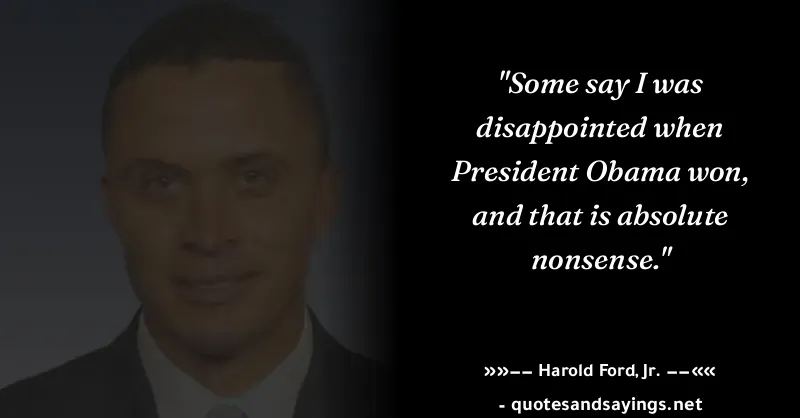 "Some say I was
disappointed when
President Obama won,
and that is absolute
nonsense."
»»−− Harold Ford, Jr. −−««
- quotesandsayings.net